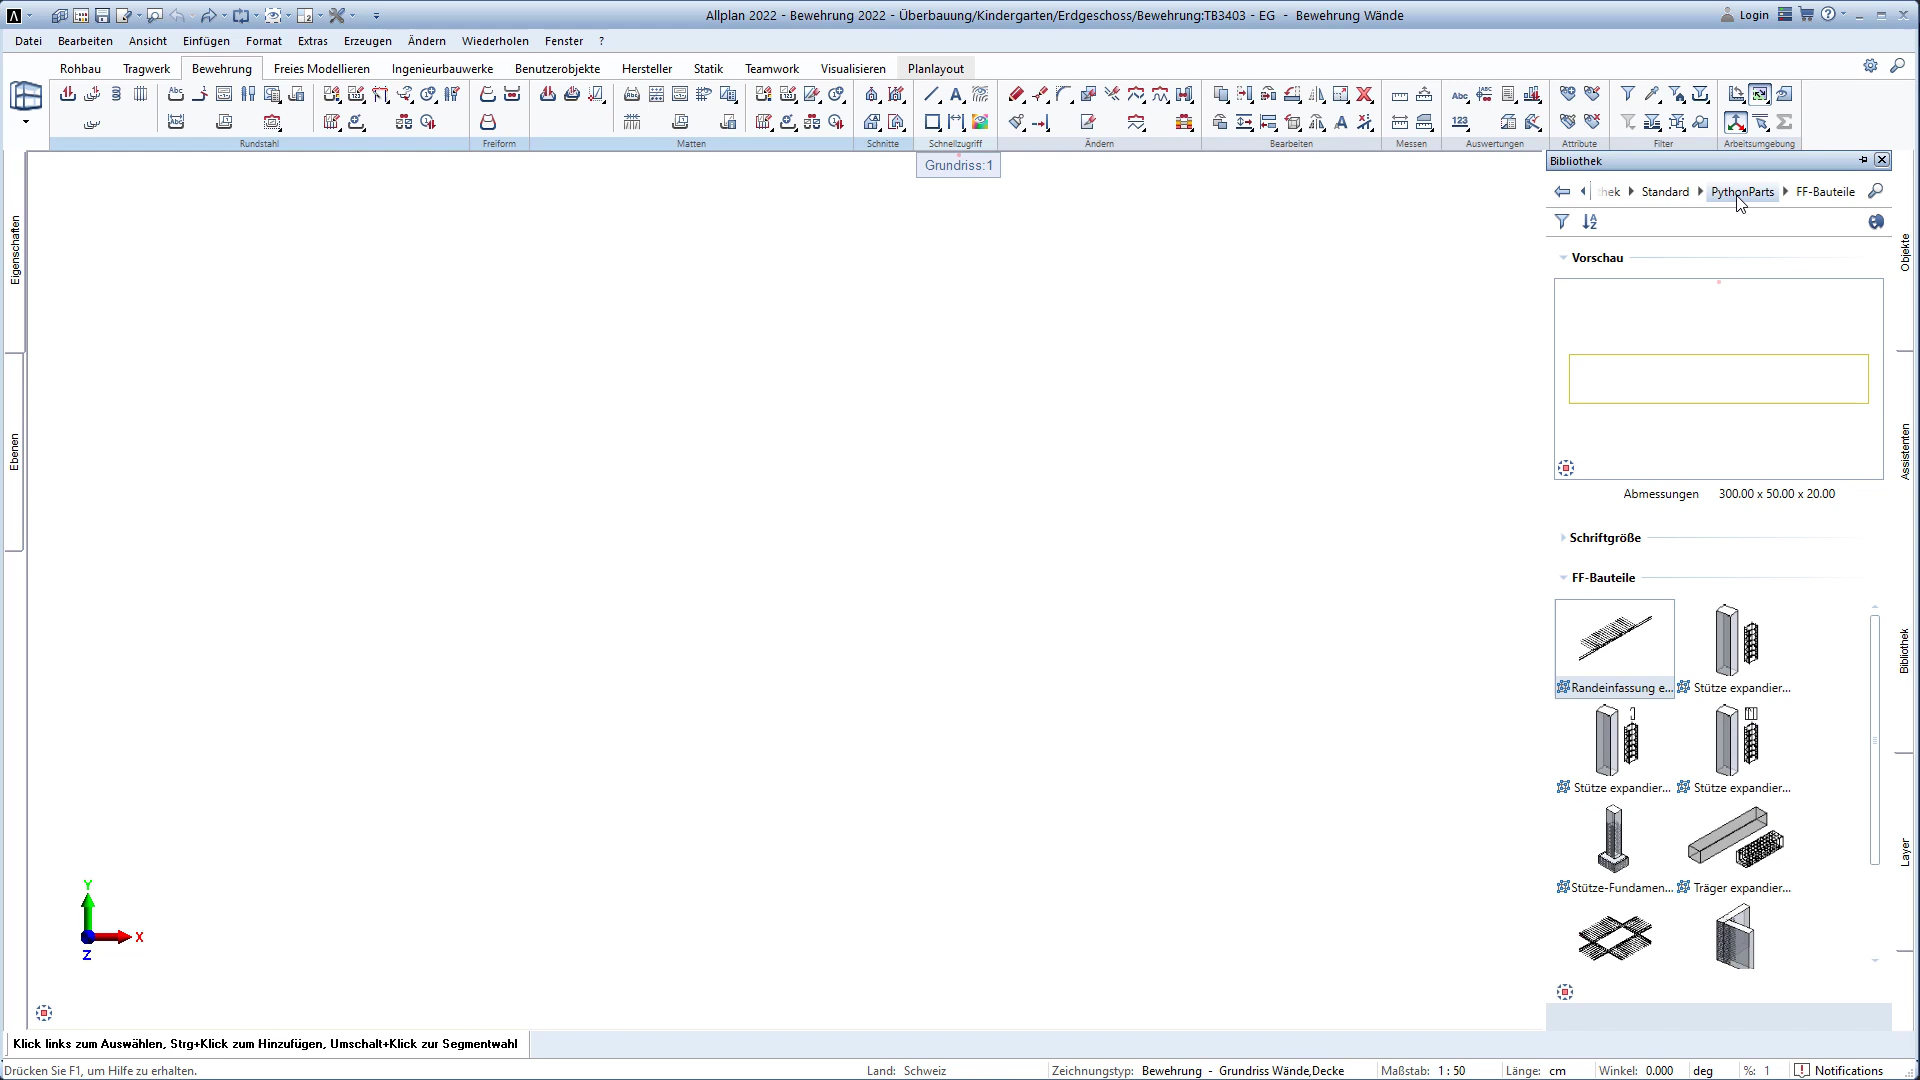 Allplan 2022 - Bewehrung 2022 - Überbauung/Kindergarten/Erdgeschoss/Bewehrung:TB3403 - EG - Bewehrung Wände
Login
Datei Bearbeiten Ansicht Einfügen Format Extras Erzeugen Ändern Wiederholen Fenster ?
Rohbau Tragwerk Bewehrung Freies Modellieren Ingenieurbauwerke Benutzerobjekte Hersteller Statik Teamwork Visualisieren Planlayout
Rundstahl Freiform Matten Schnitte Schnellzugriff Ändern Bearbeiten Messen Auswertungen Attribute Filter Arbeitsumgebung
Grundriss:1
Eigenschaften
Ebenen
Bibliothek
thek Standard PythonParts FF-Bauteile
Vorschau
Abmessungen 300.00 x 50.00 x 20.00
Schriftgröße
FF-Bauteile
Randeinfassung e... Stütze expandier...
Stütze expandier... Stütze expandier...
Stütze-Fundamen... Träger expandier...
Objekte
Assistenten
Bibliothek
Layer
Y
X
Z
Klick links zum Auswählen, Strg+Klick zum Hinzufügen, Umschalt+Klick zur Segmentwahl
Drücken Sie F1, um Hilfe zu erhalten. Land: Schweiz Zeichnungstyp: Bewehrung - Grundriss Wände,Decke Maßstab: 1 : 50 Länge: cm Winkel: 0.000 deg %: 1 Notifications